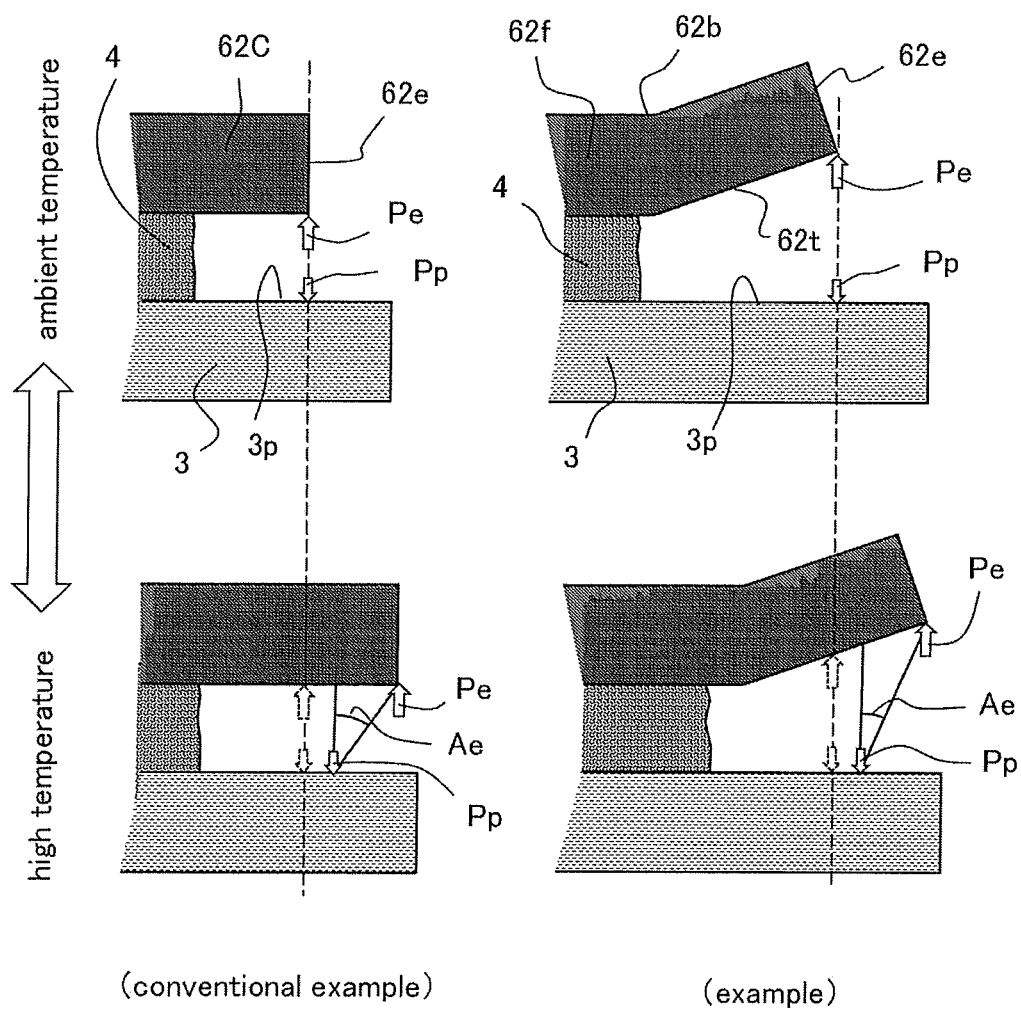 ambient temperature
high temperature
4
62C
62e
Pe
Pp
3
3p
62f
62b
62e
4
Pe
62t
Pp
3
3p
Pe
Ae
Pp
Pe
Ae
Pp
(conventional example)
(example)